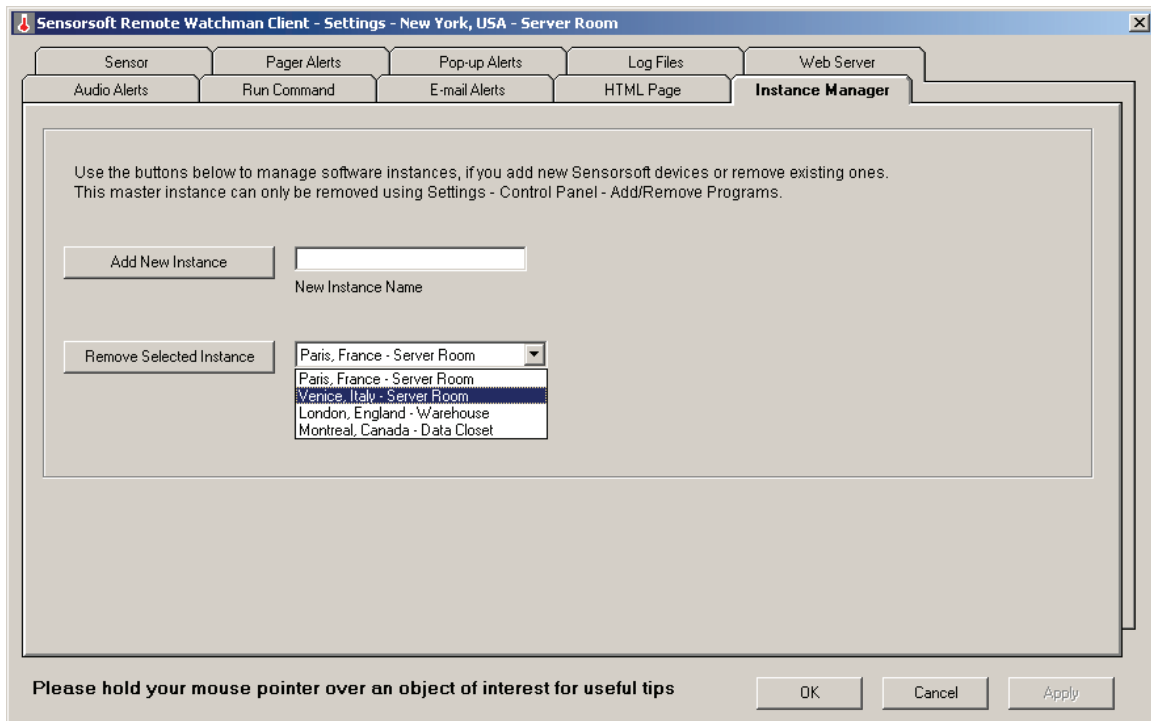 Sensorsoft Remote Watchman Client - Settings - New York, USA - Server Room
Sensor Pager Alerts Pop-up Alerts Log Files Web Server
Audio Alerts Run Command E-mail Alerts HTML Page Instance Manager
Use the buttons below to manage software instances, if you add new Sensorsoft devices or remove existing ones.
This master instance can only be removed using Settings - Control Panel - Add/Remove Programs.
Add New Instance
New Instance Name
Remove Selected Instance Paris, France - Server Room
Paris, France - Server Room
Venice, Italy - Server Room
London, England - Warehouse
Montreal, Canada - Data Closet
Please hold your mouse pointer over an object of interest for useful tips OK Cancel Apply